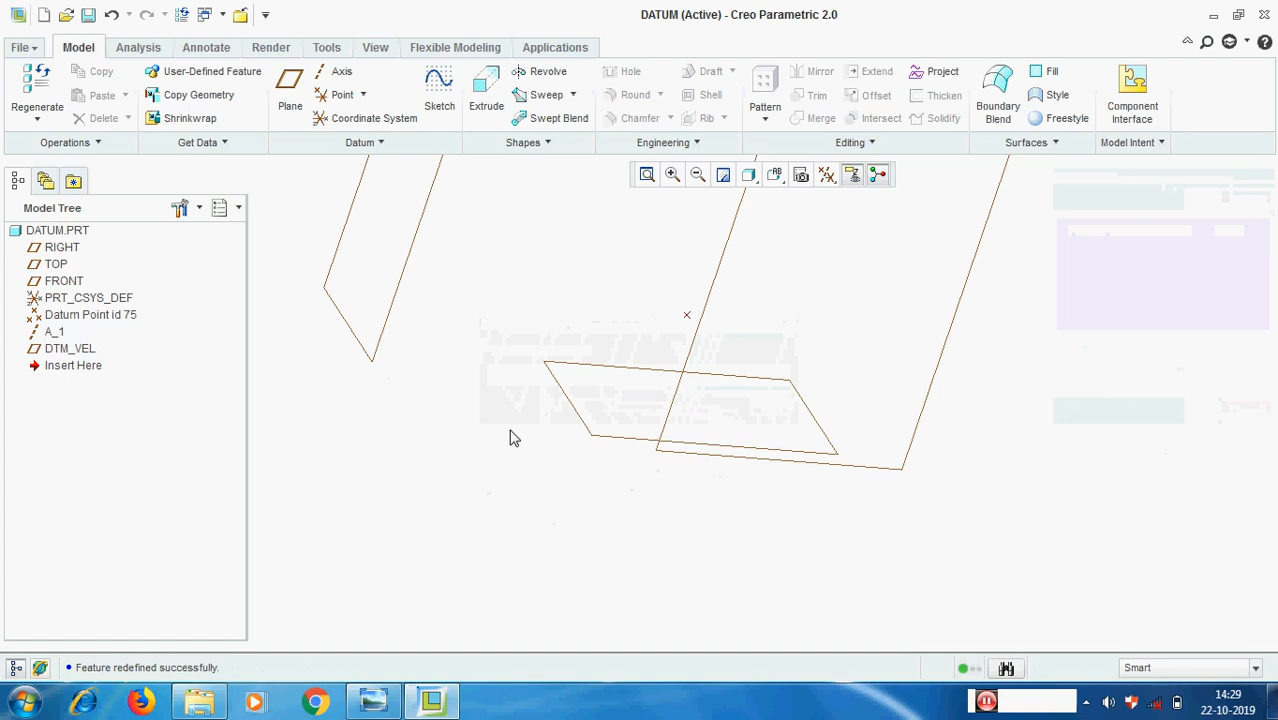 DATUM (Active) - Creo Parametric 2.0
File Model Analysis Annotate Render Tools View Flexible Modeling Applications
Regenerate
Copy
Paste
Delete
Operations
User-Defined Feature
Copy Geometry
Shrinkwrap
Get Data
Plane
Axis
Point
Coordinate System
Datum
Sketch
Extrude
Revolve
Sweep
Swept Blend
Shapes
Hole
Round
Chamfer
Draft
Shell
Rib
Engineering
Pattern
Mirror
Trim
Merge
Extend
Offset
Intersect
Project
Thicken
Solidify
Editing
Boundary
Blend
Fill
Style
Freestyle
Surfaces
Component
Interface
Model Intent
Model Tree
DATUM.PRT
RIGHT
TOP
FRONT
PRT_CSYS_DEF
Datum Point id 75
A_1
DTM_VEL
Insert Here
Feature redefined successfully.
Smart
14:29
22-10-2019